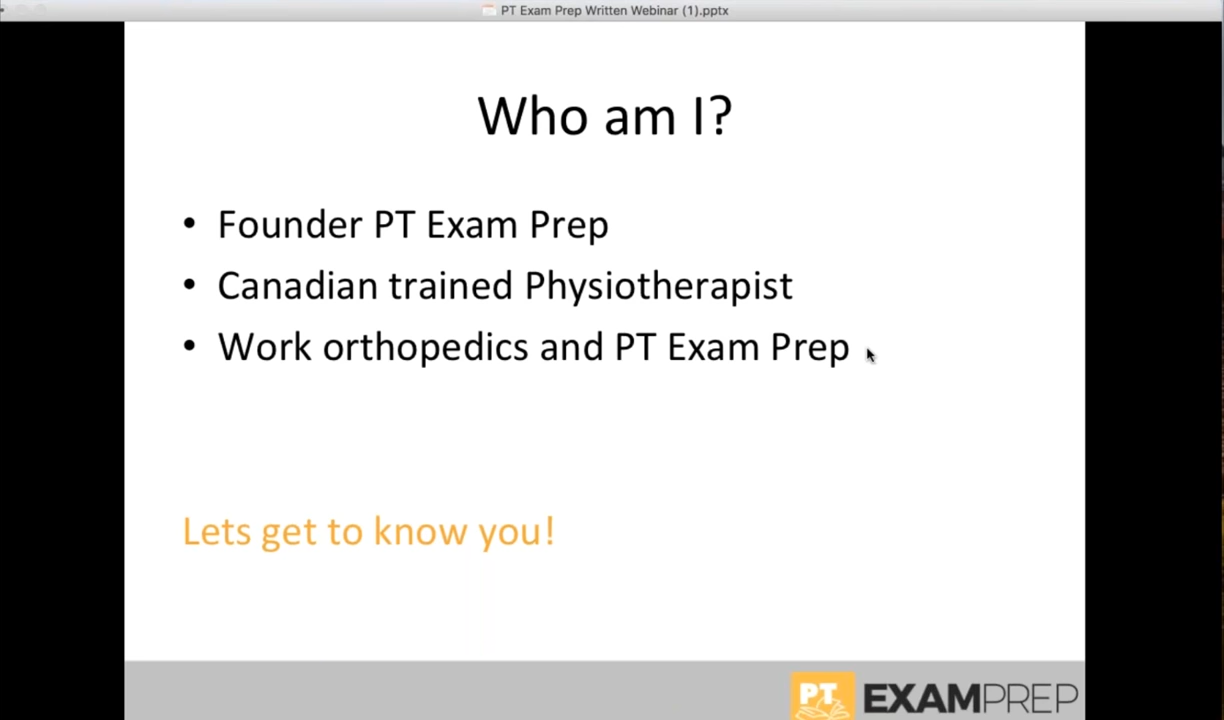 PT Exam Prep Written Webinar (1).pptx
Who am I?
• Founder PT Exam Prep
• Canadian trained Physiotherapist
• Work orthopedics and PT Exam Prep
Lets get to know you!
PT EXAMPREP